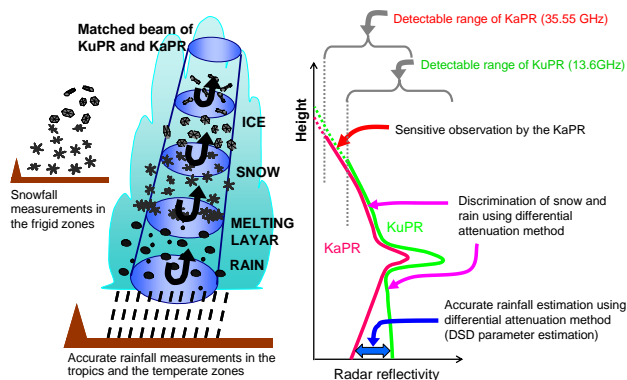 Matched beam of
KuPR and KaPR
ICE
SNOW
MELTING
LAYAR
RAIN
Snowfall
measurements in
the frigid zones
Accurate rainfall measurements in the
tropics and the temperate zones
Detectable range of KaPR (35.55 GHz)
Detectable range of KuPR (13.6GHz)
Height
Sensitive observation by the KaPR
Discrimination of snow and
rain using differential
attenuation method
KuPR
KaPR
Accurate rainfall estimation using
differential attenuation method
(DSD parameter estimation)
Radar reflectivity